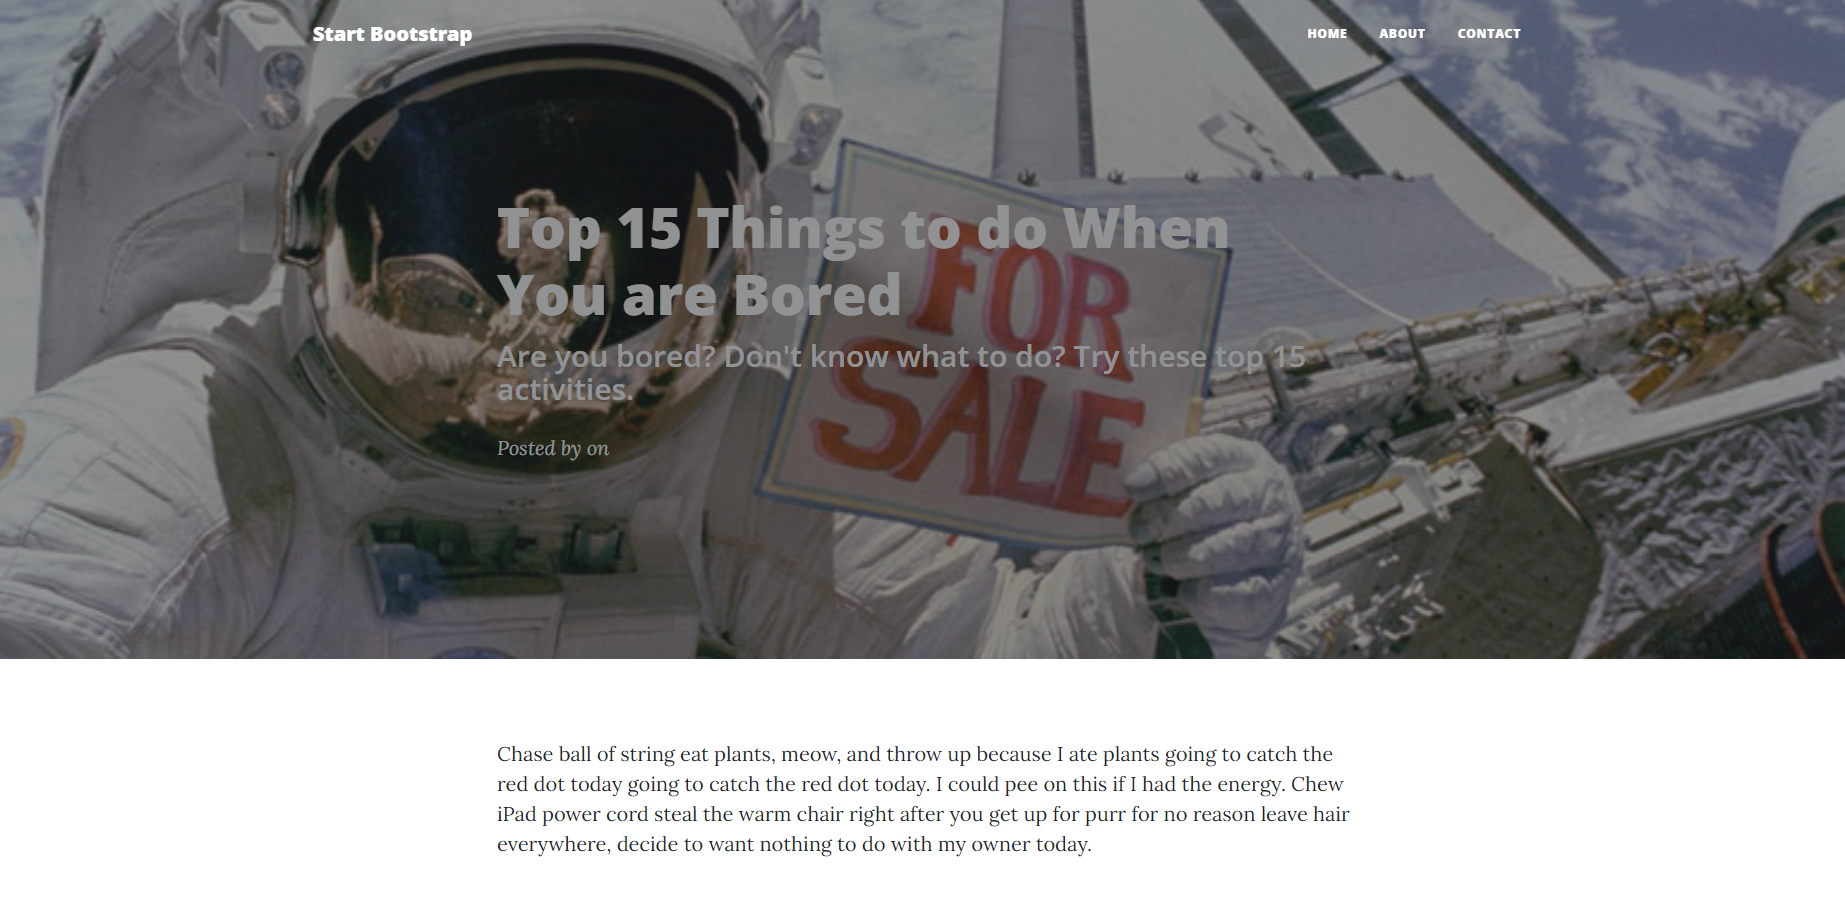 Start Bootstrap
HOME ABOUT CONTACT
Top 15 Things to do When
You are Bored
Are you bored? Don't know what to do? Try these top 15
activities.
Posted by on
FOR
SALE
Chase ball of string eat plants, meow, and throw up because I ate plants going to catch the
red dot today going to catch the red dot today. I could pee on this if I had the energy. Chew
iPad power cord steal the warm chair right after you get up for purr for no reason leave hair
everywhere, decide to want nothing to do with my owner today.